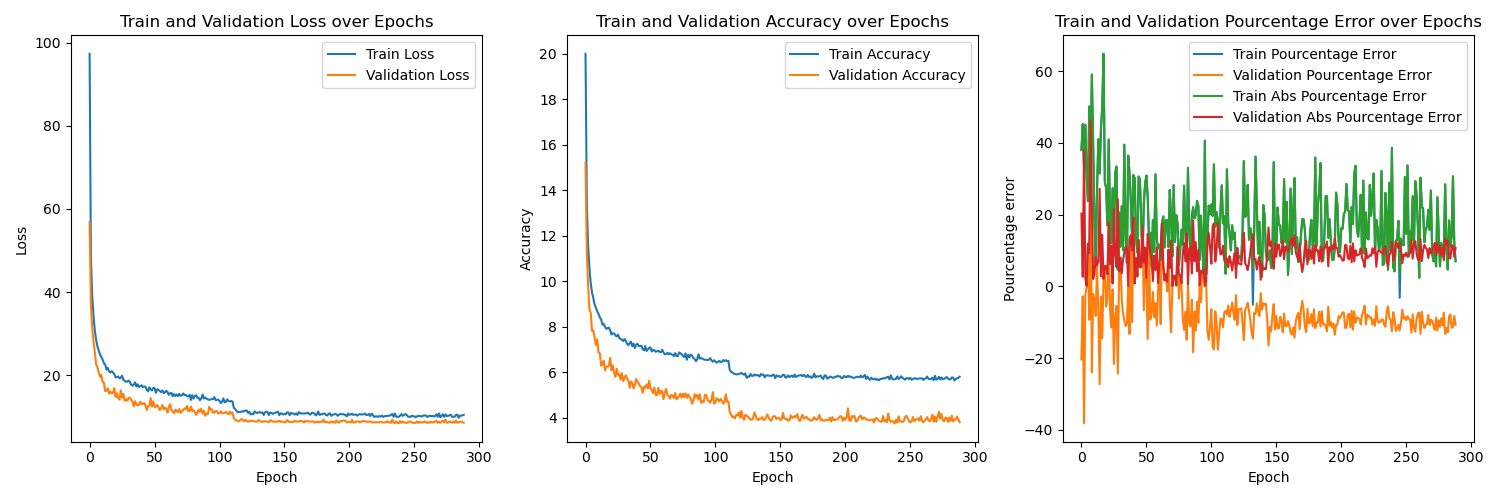 Train and Validation Loss over Epochs
100
80
60
40
20
Loss
Train Loss
Validation Loss
0 50 100 150 200 250 300
Epoch
Train and Validation Accuracy over Epochs
20
18
16
14
12
10
8
6
4
Accuracy
Train Accuracy
Validation Accuracy
0 50 100 150 200 250 300
Epoch
Train and Validation Pourcentage Error over Epochs
60
40
20
0
−20
−40
Pourcentage error
Train Pourcentage Error
Validation Pourcentage Error
Train Abs Pourcentage Error
Validation Abs Pourcentage Error
0 50 100 150 200 250 300
Epoch